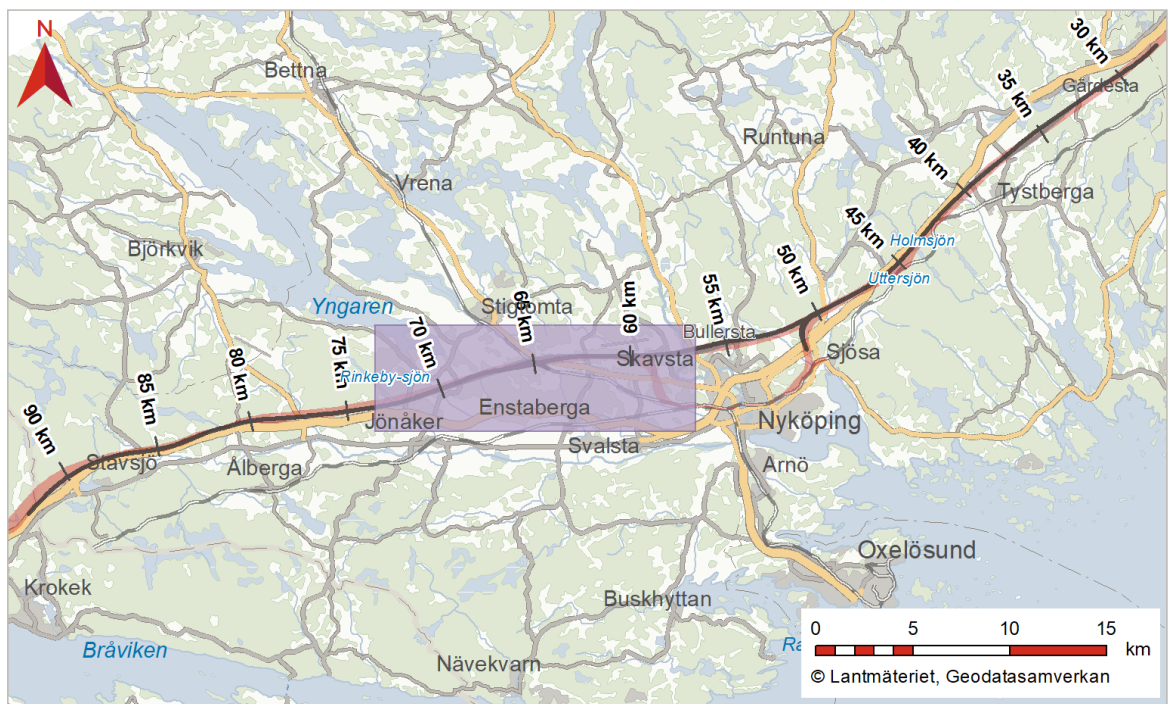 N
30 km
Bettna
Gärdesta
35 km
Runtuna
40 km
Vrena
Tystberga
45 km
Holmsjön
Björkvik
50 km
Uttersjön
Yngaren
Stigtomta
65 km
60 km
55 km
Bullersta
70 km
Skavsta
Sjösa
75 km
80 km
Rinkeby-sjön
85 km
Enstaberga
Jönåker
Nyköping
90 km
Svalsta
Stavsjö
Ålberga
Arnö
Oxelösund
Krokek
Buskhyttan
Bråviken
Nävekvarn
0 5 10 15
km
© Lantmäteriet, Geodatasamverkan